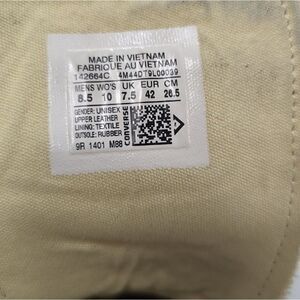 MADE IN VIETNAM
FABRIQUE AU VIETNAM
142664C 4M44DT9L00039
MENS WO'S UK EUR CM
8.5 10 7.5 42 26.5
GENDER: UNISEX
UPPER: LEATHER
LINING: TEXTILE
OUTSOLE: RUBBER
CONVERSE
9R 1401 M88